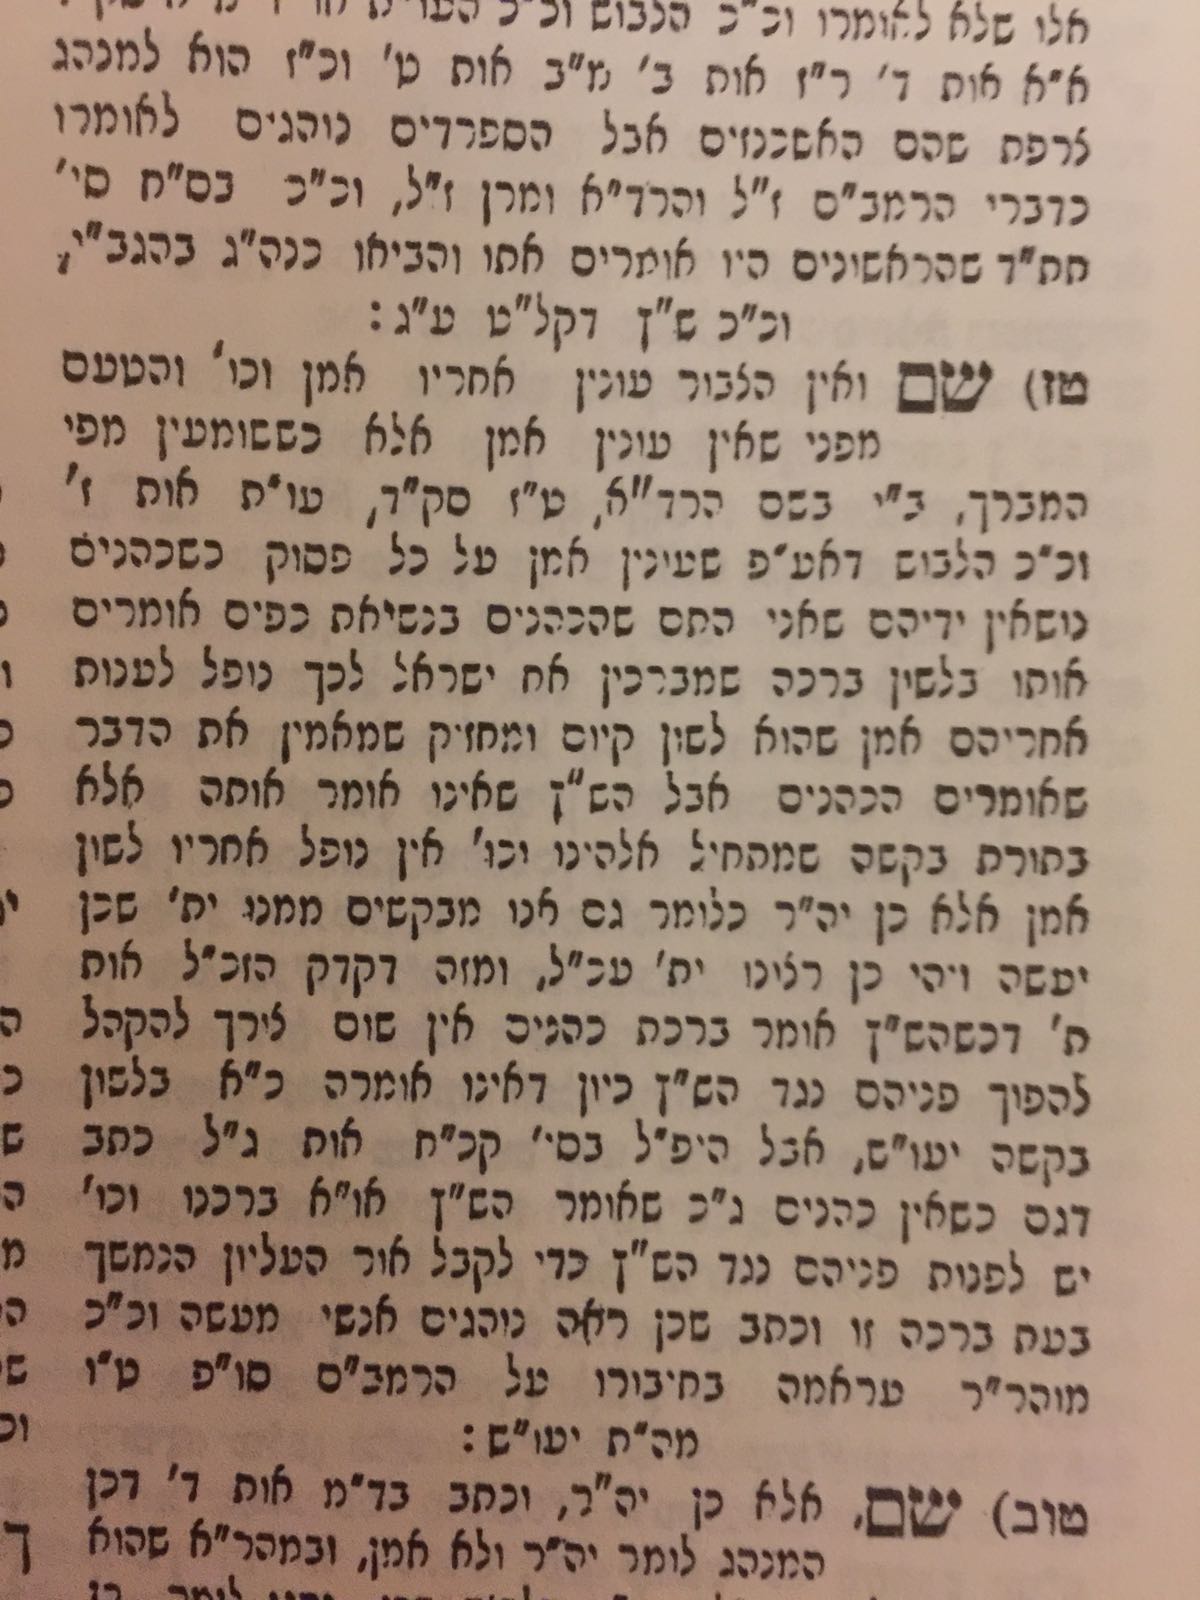 אלו שלא לאומרו וכ"כ הלבוש וכ"כ העו"ת
א"א אות ד' ר"ז אות ב' מ"ב אות ט' וכ"ז הוא למנהג
צרפת שהם האשכנזים אבל הספרדים נוהגים לאומרו
כדברי הרמב"ם ז"ל והרד"א ומרן ז"ל, וכ"כ בס"ח סי'
תת"ד שהראשונים היו אומרים אתו והביאו כנה"ג בהגב"י,
וכ"כ ש"ץ דקל"ט ע"ג:
טז) שם ואין הצבור עונין אחריו אמן וכו' והטעם
מפני שאין עונין אמן אלא כששומעין מפי
המברך, ב"י בשם הרד"א, ט"ז סק"ד, עו"ת אות ז'
וכ"כ הלבוש דאע"פ שעינין אמן על כל פסוק כשכהנים
נושאין ידיהם שאני התם שהכהנים בנשיאת כפים אומרים
אותו בלשין ברכה שמברכין את ישראל לכך נופל לענות
אחריהם אמן שהוא לשון קיום ומחזיק שמאמין את הדבר
שאומרים הכהנים אבל הש"ץ שאינו אומר אותה אלא
בתורת בקשה שמתחיל אלהינו וכו' אין נופל אחריו לשון
אמן אלא כן יה"ר כלומר גם אנו מבקשים ממנו ית' שכן
יעשה ויהי כן רצינו ית' עכ"ל, ומזה דקדק הזכ"ל אות
ח' דכשהש"ץ אומר ברכת כהנים אין שום צירך להקהל
להפוך פניהם נגד הש"ץ כיון דאינו אומרה כ"א בלשון
בקשה יעו"ש, אבל היפ"ל בסי' קכ"ח אות ג"ל כתב
דגם כשאין כהנים ג"כ שאומר הש"ץ או"א ברכנו וכו'
יש לפנות פניהם נגד הש"ץ כדי לקבל אור העליון הנמשך
בעת ברכה זו וכתב שכן ראה נוהגים אנשי מעשה וכ"כ
מוהר"ר עראמה בחיבורו על הרמב"ם סו"פ ט"ו
מה"ת יעו"ש:
טוב) שם, אלא כן יה"ר, וכתב בד"מ אות ד' דכן
המנהג לומר יה"ר ולא אמן, ובמהר"א שהוא